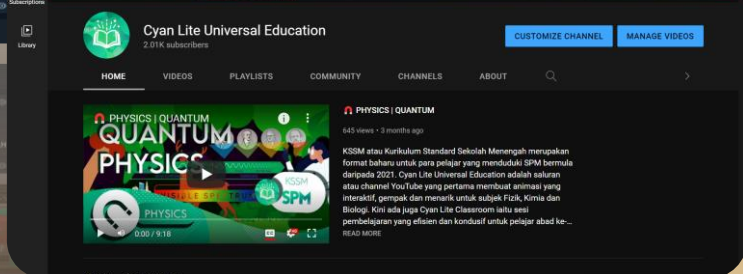 Subscriptions
Library
Cyan Lite Universal Education
2.01K subscribers
CUSTOMIZE CHANNEL
MANAGE VIDEOS
HOME
VIDEOS
PLAYLISTS
COMMUNITY
CHANNELS
ABOUT
PHYSICS | QUANTUM
QUANTUM
PHYSICS
VISIBLE SPECTRUM
KSSM
SPM
PHYSICS
0:00 / 9:18
PHYSICS | QUANTUM
645 views • 3 months ago
KSSM atau Kurikulum Standard Sekolah Menengah merupakan
format baharu untuk para pelajar yang menduduki SPM bermula
daripada 2021. Cyan Lite Universal Education adalah saluran
atau channel YouTube yang pertama membuat animasi yang
interaktif, gempak dan menarik untuk subjek Fizik, Kimia dan
Biologi. Kini ada juga Cyan Lite Classroom iaitu sesi
pembelajaran yang efisien dan kondusif untuk pelajar abad ke-...
READ MORE